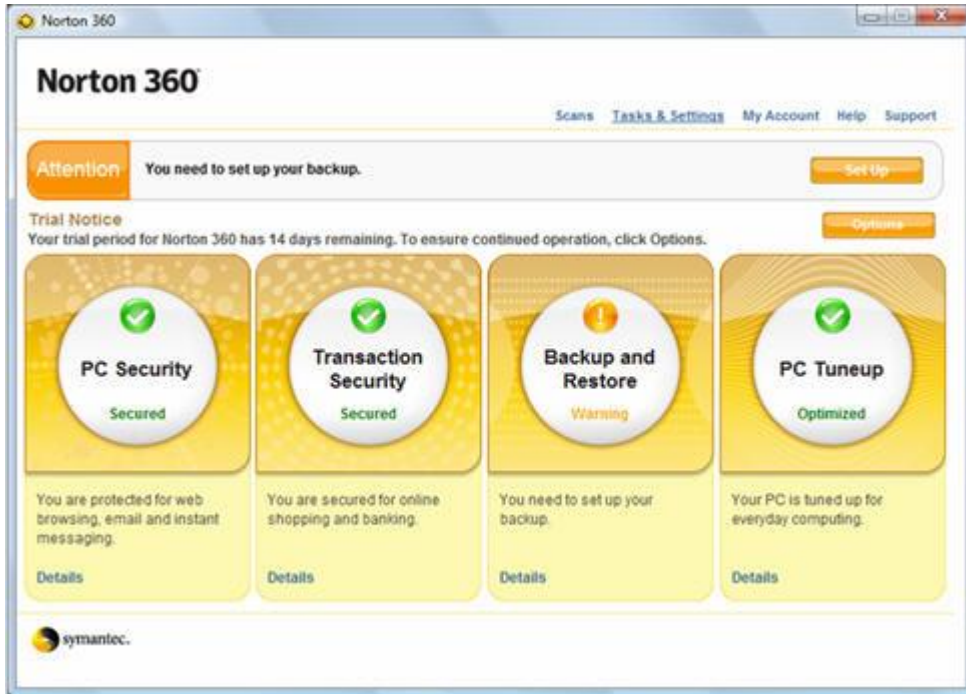 Norton 360
Norton 360
Scans Tasks & Settings My Account Help Support
Attention You need to set up your backup. Set Up
Trial Notice
Options
Your trial period for Norton 360 has 14 days remaining. To ensure continued operation, click Options.
PC Security
Secured
Transaction
Security
Secured
Backup and
Restore
Warning
PC Tuneup
Optimized
You are protected for web
browsing, email and instant
messaging.
Details
You are secured for online
shopping and banking.
Details
You need to set up your
backup.
Details
Your PC is tuned up for
everyday computing.
Details
symantec.